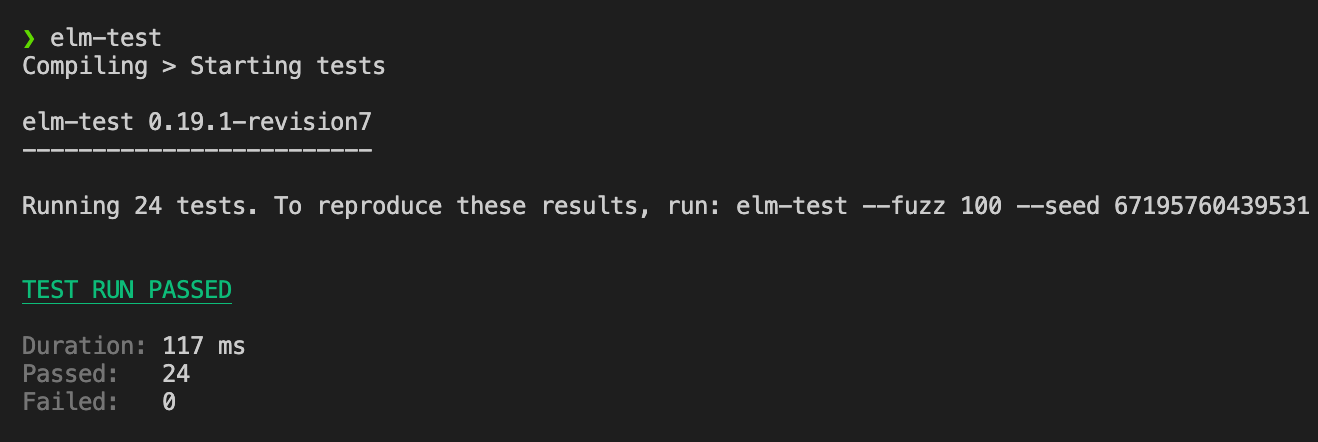 ❯ elm-test
Compiling > Starting tests
elm-test 0.19.1-revision7
-------------------------
Running 24 tests. To reproduce these results, run: elm-test --fuzz 100 --seed 67195760439531
TEST RUN PASSED
Duration: 117 ms
Passed:   24
Failed:   0